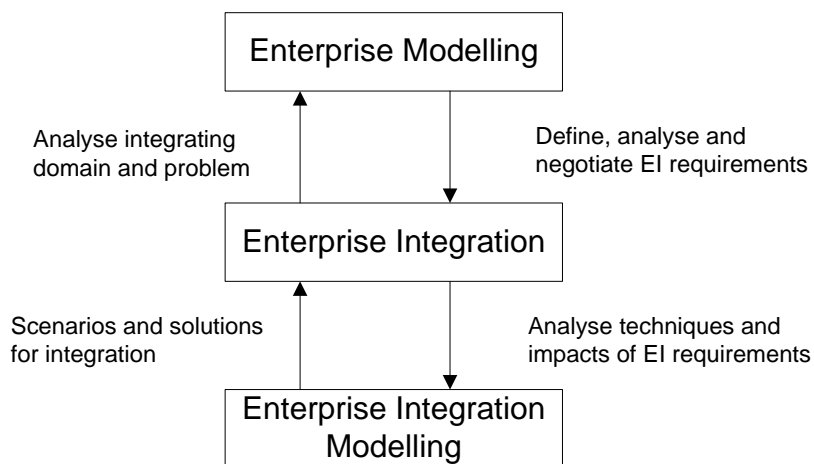 Enterprise Modelling
Analyse integrating
domain and problem
Define, analyse and
negotiate EI requirements
Enterprise Integration
Scenarios and solutions
for integration
Analyse techniques and
impacts of EI requirements
Enterprise Integration
Modelling